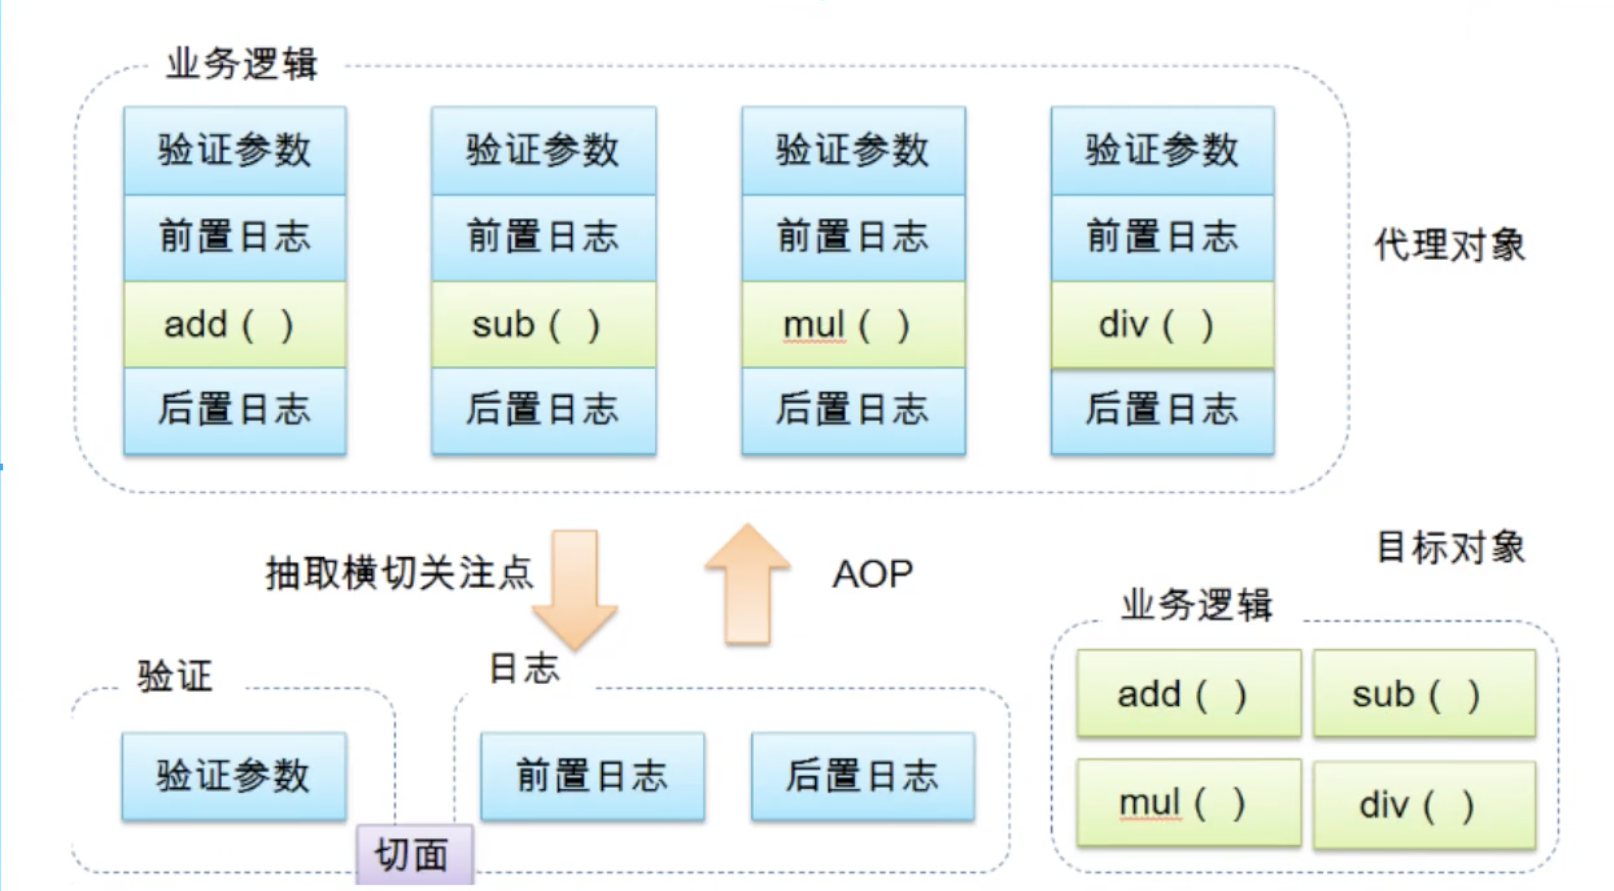 业务逻辑
验证参数 验证参数 验证参数 验证参数
前置日志 前置日志 前置日志 前置日志
代理对象
add ( ) sub ( ) mul ( ) div ( )
后置日志 后置日志 后置日志 后置日志
抽取横切关注点
AOP
目标对象
业务逻辑
验证
日志
add ( ) sub ( )
验证参数
前置日志 后置日志
mul ( ) div ( )
切面